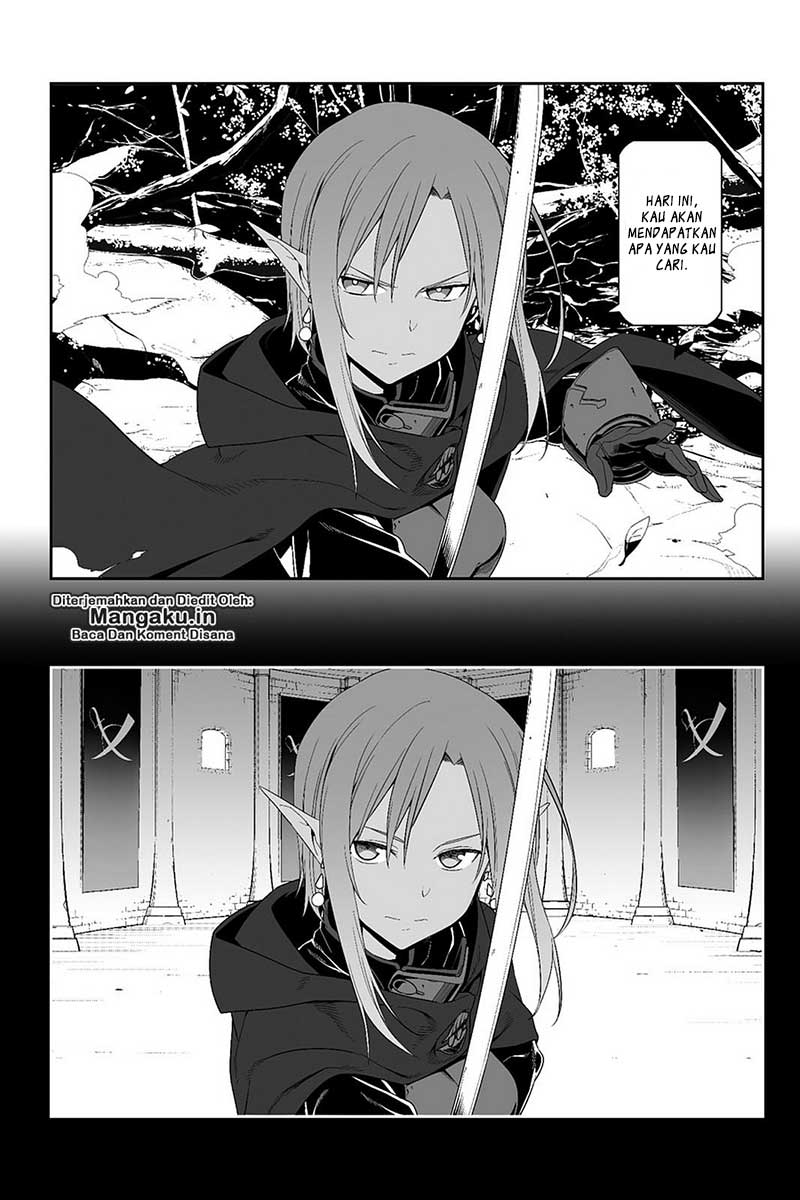 HARI INI,
KAU AKAN
MENDAPATKAN
APA YANG KAU
CARI.
Diterjemahkan dan Diedit Oleh:
Mangaku.in
Baca Dan Koment Disana